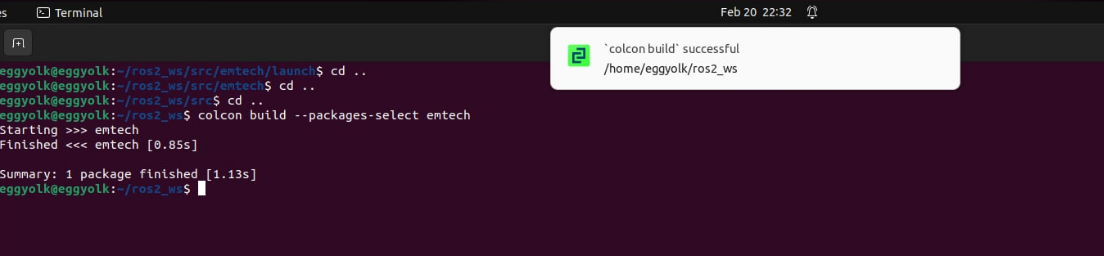 es Terminal Feb 20 22:32
`colcon build` successful
/home/eggyolk/ros2_ws
eggyolk@eggyolk:~/ros2_ws/src/emtech/launch$ cd ..
eggyolk@eggyolk:~/ros2_ws/src/emtech$ cd ..
eggyolk@eggyolk:~/ros2_ws/src$ cd ..
eggyolk@eggyolk:~/ros2_ws$ colcon build --packages-select emtech
Starting >>> emtech
Finished <<< emtech [0.85s]
Summary: 1 package finished [1.13s]
eggyolk@eggyolk:~/ros2_ws$